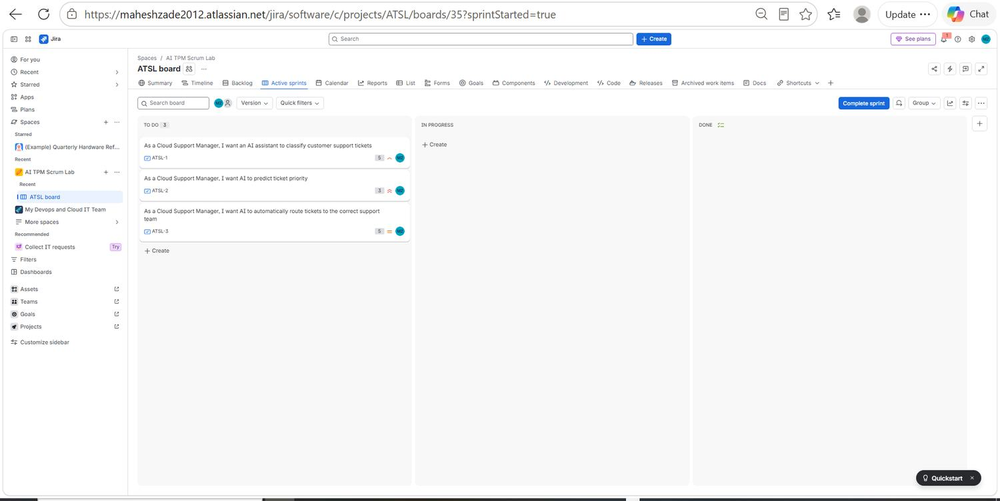 https://maheshzade2012.atlassian.net/jira/software/c/projects/ATSL/boards/35?sprintStarted=true
Update
Chat
Jira
Search
Create
See plans
1
MZ
For you
Recent
Starred
Apps
Plans
Spaces
Starred
(Example) Quarterly Hardware Ref...
Recent
AI TPM Scrum Lab
Recent
ATSL board
My Devops and Cloud IT Team
More spaces
Recommended
Collect IT requests Try
Filters
Dashboards
Assets
Teams
Goals
Projects
Customize sidebar
Spaces / AI TPM Scrum Lab
ATSL board
Summary Timeline Backlog Active sprints Calendar Reports List Forms Goals Components Development Code Releases Archived work items Docs Shortcuts
Search board MZ Version Quick filters Complete sprint Group
TO DO 3
As a Cloud Support Manager, I want an AI assistant to classify customer support tickets
ATSL-1 5 MZ
As a Cloud Support Manager, I want AI to predict ticket priority
ATSL-2 3 MZ
As a Cloud Support Manager, I want AI to automatically route tickets to the correct support
team
ATSL-3 5 MZ
Create
IN PROGRESS
Create
DONE
Quickstart